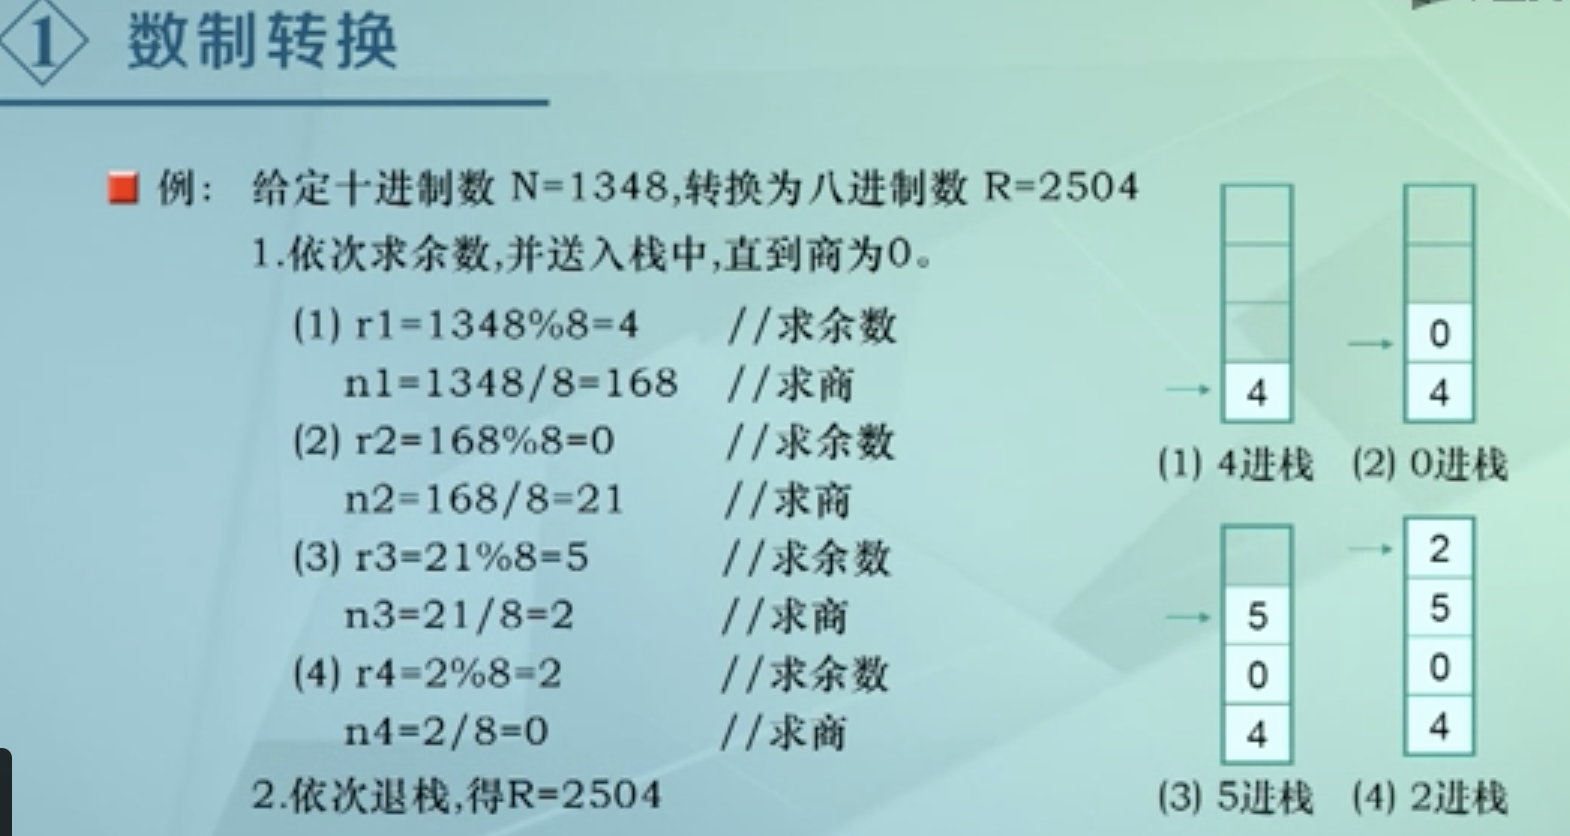 1 数制转换
例： 给定十进制数 N=1348,转换为八进制数 R=2504
1.依次求余数,并送入栈中,直到商为0。
(1) r1=1348%8=4 //求余数
n1=1348/8=168 //求商
(2) r2=168%8=0 //求余数
n2=168/8=21 //求商
(3) r3=21%8=5 //求余数
n3=21/8=2 //求商
(4) r4=2%8=2 //求余数
n4=2/8=0 //求商
2.依次退栈,得R=2504
4
(1) 4进栈
0
4
(2) 0进栈
5
0
4
(3) 5进栈
2
5
0
4
(4) 2进栈